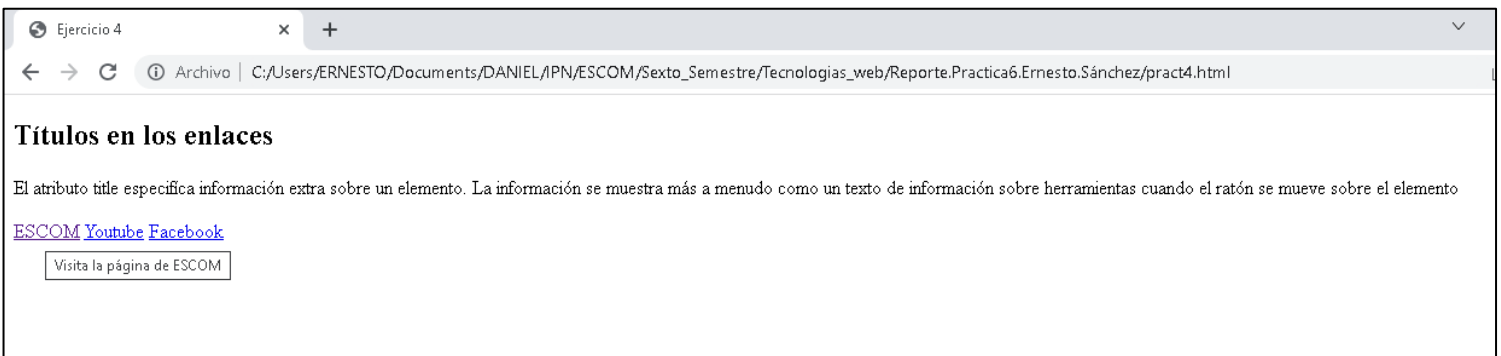 Ejercicio 4
Archivo | C:/Users/ERNESTO/Documents/DANIEL/IPN/ESCOM/Sexto_Semestre/Tecnologias_web/Reporte.Practica6.Ernesto.Sánchez/pract4.html
Títulos en los enlaces
El atributo title especifica información extra sobre un elemento. La información se muestra más a menudo como un texto de información sobre herramientas cuando el ratón se mueve sobre el elemento
ESCOM Youtube Facebook
Visita la página de ESCOM